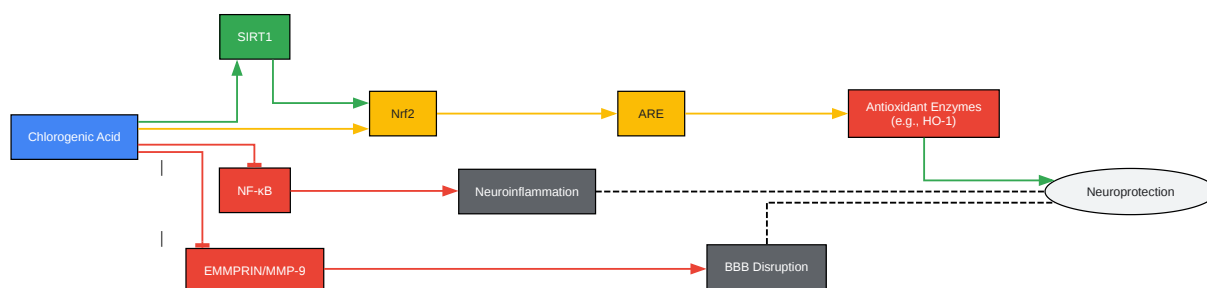 SIRT1
Nrf2
ARE
Antioxidant Enzymes
(e.g., HO-1)
Chlorogenic Acid
NF-κB
Neuroinflammation
Neuroprotection
EMMPRIN/MMP-9
BBB Disruption